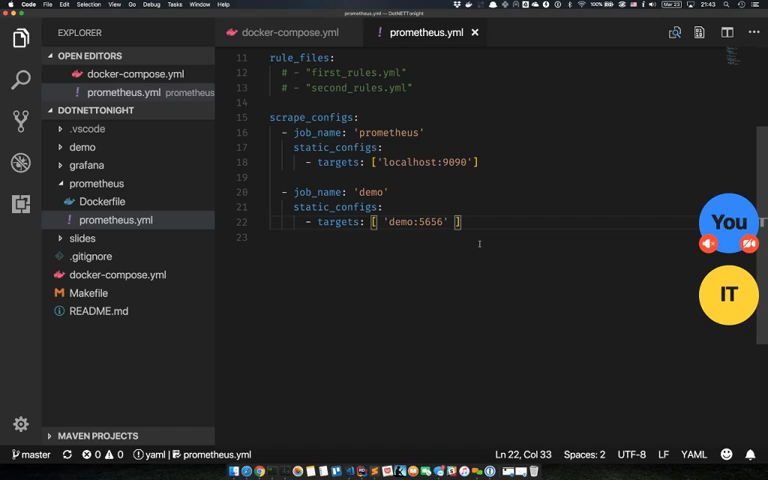 Code File Edit Selection View Go Debug Tasks Window Help
100% Mar 23 21:43
prometheus.yml — DotNETTonight
EXPLORER
OPEN EDITORS
docker-compose.yml
prometheus.yml prometheus
DOTNETTONIGHT
.vscode
demo
grafana
prometheus
Dockerfile
prometheus.yml
slides
.gitignore
docker-compose.yml
Makefile
README.md
MAVEN PROJECTS
docker-compose.yml
prometheus.yml
11 rule_files:
12 # - "first_rules.yml"
13 # - "second_rules.yml"
14
15 scrape_configs:
16 - job_name: 'prometheus'
17 static_configs:
18 - targets: ['localhost:9090']
19
20 - job_name: 'demo'
21 static_configs:
22 - targets: [ 'demo:5656' ]
23
You
IT
master 0 0 yaml prometheus.yml Ln 22, Col 33 Spaces: 2 UTF-8 LF YAML